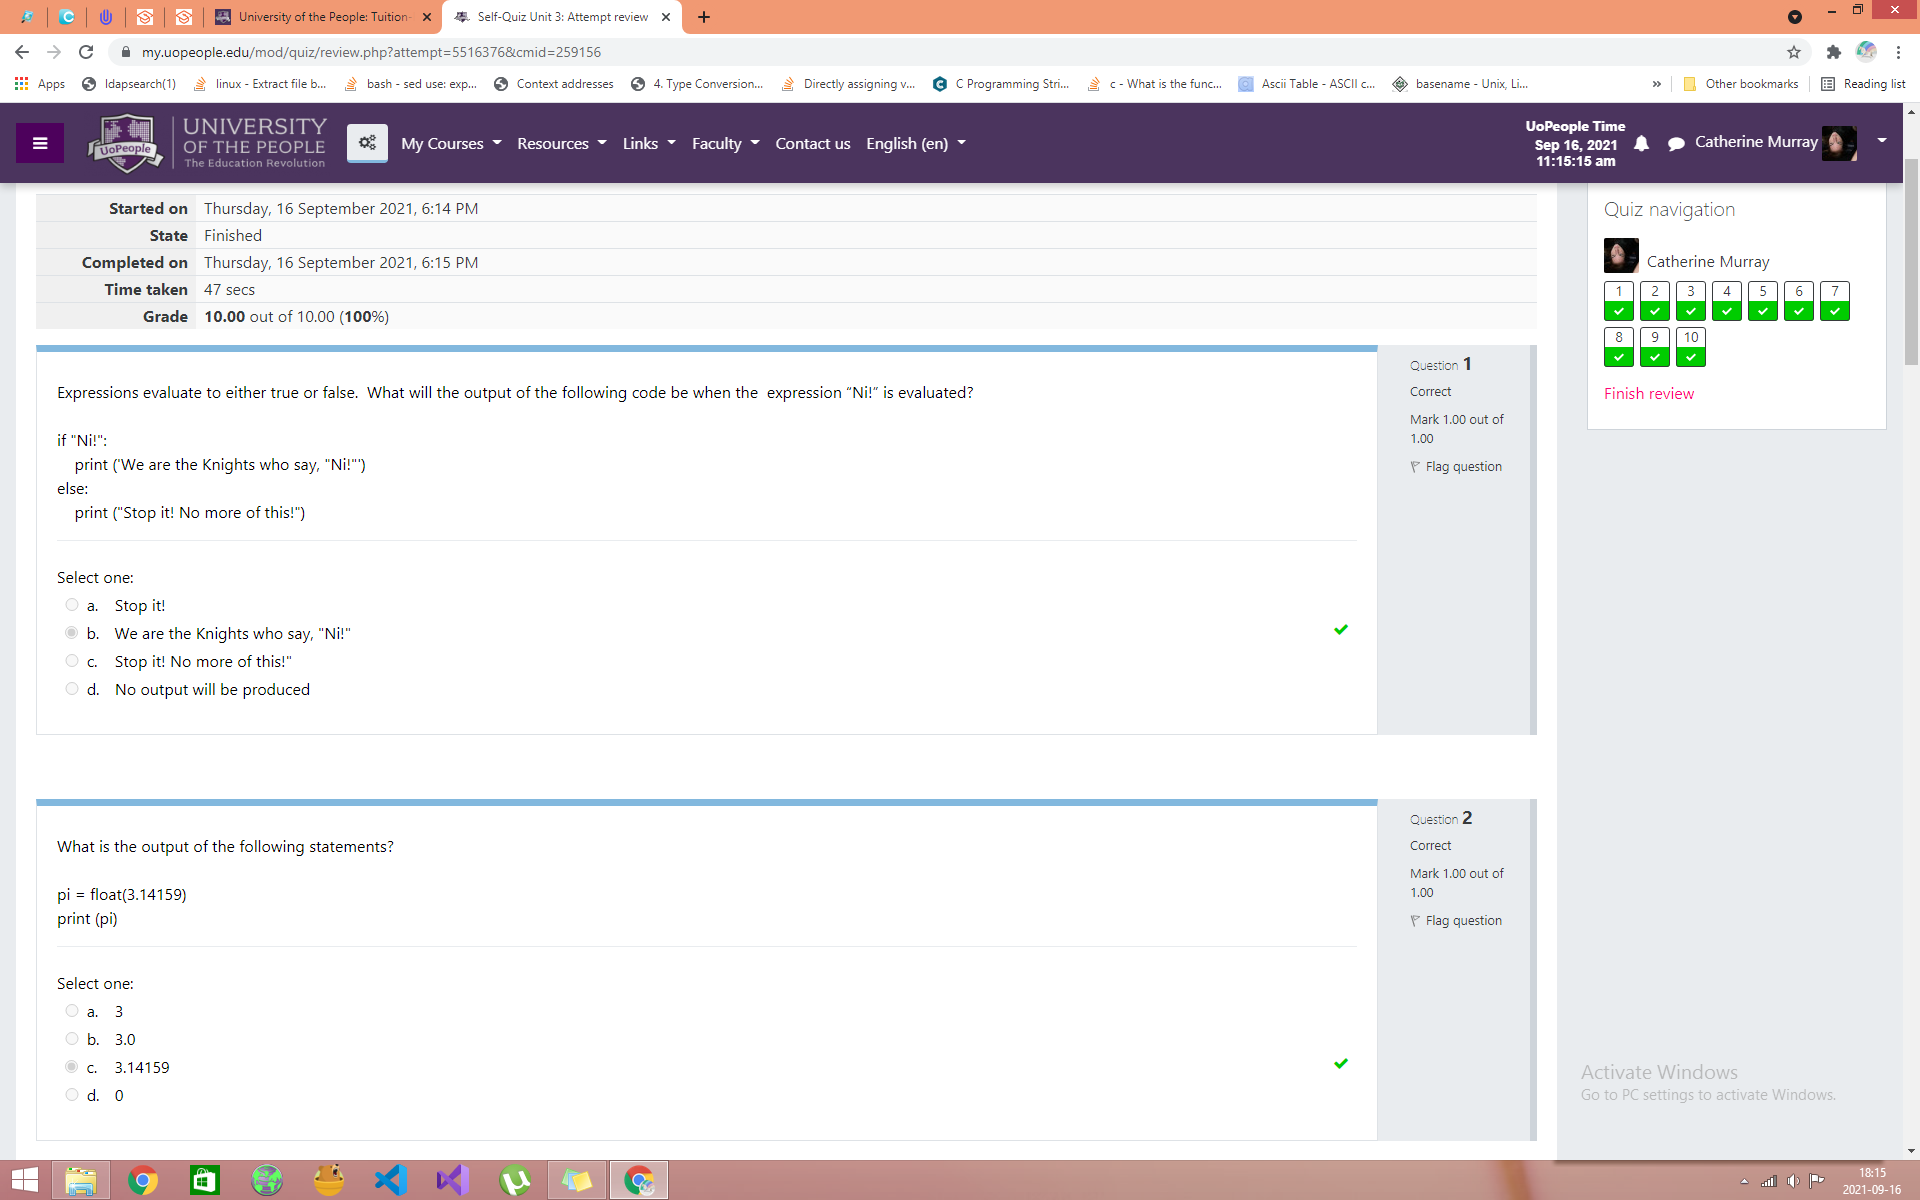 University of the People: Tuition-
Self-Quiz Unit 3: Attempt review
my.uopeople.edu/mod/quiz/review.php?attempt=5516376&cmid=259156
Apps
ldapsearch(1)
linux - Extract file b...
bash - sed use: exp...
Context addresses
4. Type Conversion...
Directly assigning v...
C Programming Stri...
c - What is the func...
Ascii Table - ASCII c...
basename - Unix, Li...
»
Other bookmarks
Reading list
UoPeople
UNIVERSITY
OF THE PEOPLE
The Education Revolution
My Courses
Resources
Links
Faculty
Contact us
English (en)
UoPeople Time
Sep 16, 2021
11:15:15 am
Catherine Murray
Started on Thursday, 16 September 2021, 6:14 PM
State Finished
Completed on Thursday, 16 September 2021, 6:15 PM
Time taken 47 secs
Grade 10.00 out of 10.00 (100%)
Quiz navigation
Catherine Murray
1 2 3 4 5 6 7
8 9 10
Finish review
Question 1
Correct
Mark 1.00 out of
1.00
Flag question
Expressions evaluate to either true or false.  What will the output of the following code be when the  expression “Ni!” is evaluated?
if "Ni!":
print ('We are the Knights who say, "Ni!"')
else:
print ("Stop it! No more of this!")
Select one:
a. Stop it!
b. We are the Knights who say, "Ni!"
c. Stop it! No more of this!"
d. No output will be produced
Question 2
Correct
Mark 1.00 out of
1.00
Flag question
What is the output of the following statements?
pi = float(3.14159)
print (pi)
Select one:
a. 3
b. 3.0
c. 3.14159
d. 0
Activate Windows
Go to PC settings to activate Windows.
18:15
2021-09-16